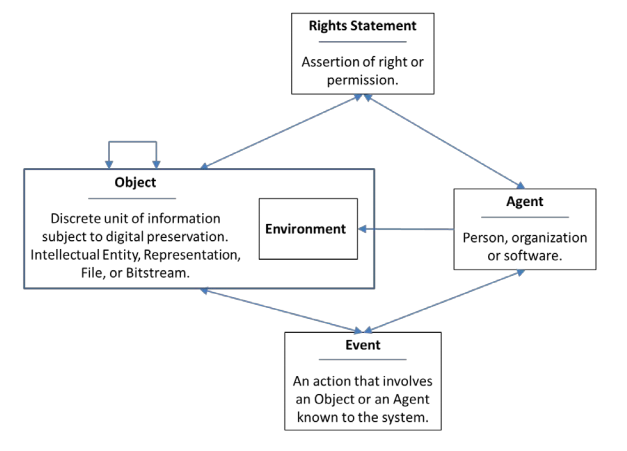 Rights Statement
Assertion of right or
permission.
Object
Discrete unit of information
subject to digital preservation.
Intellectual Entity, Representation,
File, or Bitstream.
Environment
Agent
Person, organization
or software.
Event
An action that involves
an Object or an Agent
known to the system.